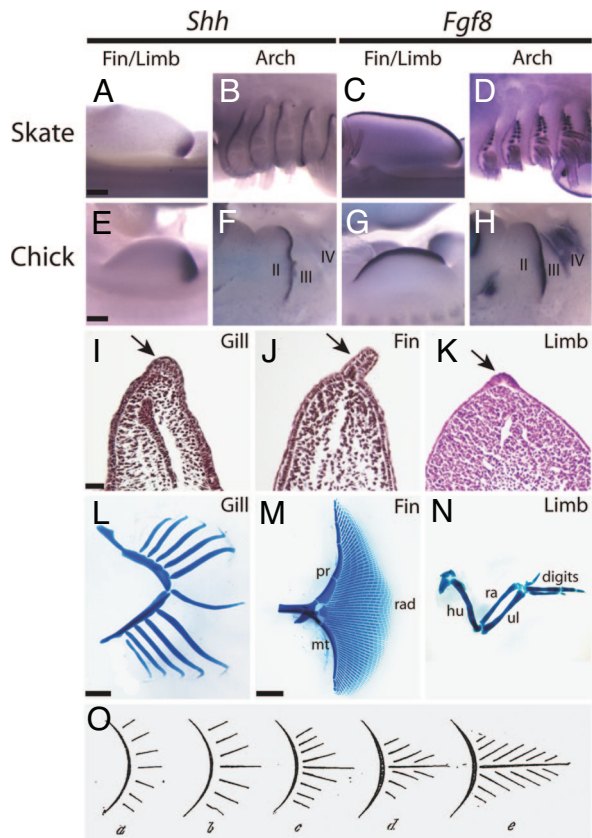 Shh Fgf8
Fin/Limb Arch Fin/Limb Arch
Skate A B C D
Chick E F II III IV G H II III IV
I Gill J Fin K Limb
L Gill M Fin pr rad mt N Limb digits ra hu ul
O
a b c d e